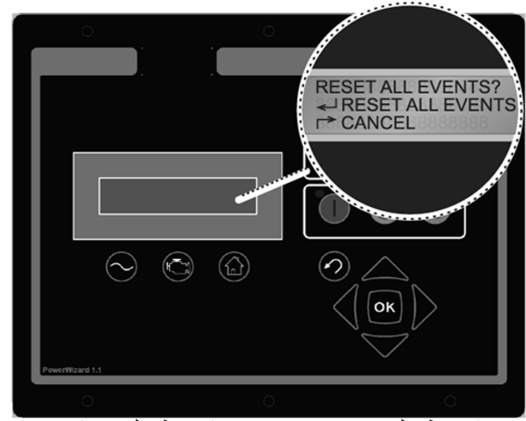 RESET ALL EVENTS?
↵ RESET ALL EVENTS
↱ CANCEL
OK
PowerWizard 1.1